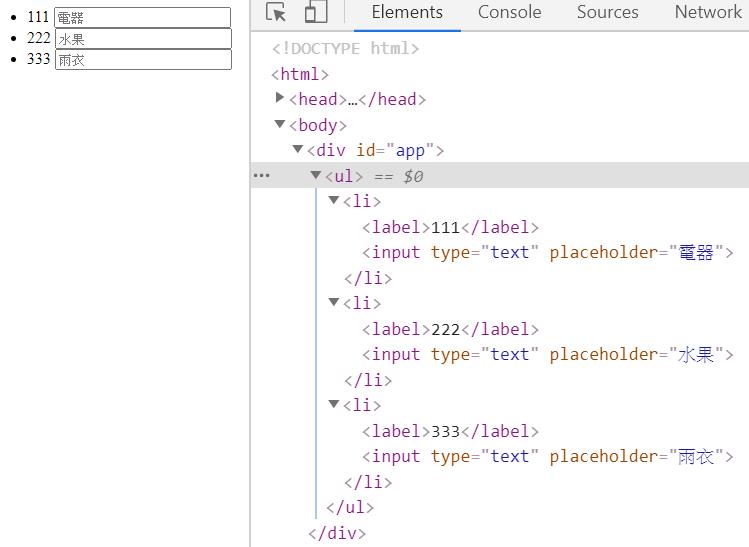 111 電器
222 水果
333 雨衣
Elements Console Sources Network
<!DOCTYPE html>
<html>
<head>…</head>
<body>
<div id="app">
… <ul> == $0
<li>
<label>111</label>
<input type="text" placeholder="電器">
</li>
<li>
<label>222</label>
<input type="text" placeholder="水果">
</li>
<li>
<label>333</label>
<input type="text" placeholder="雨衣">
</li>
</ul>
</div>